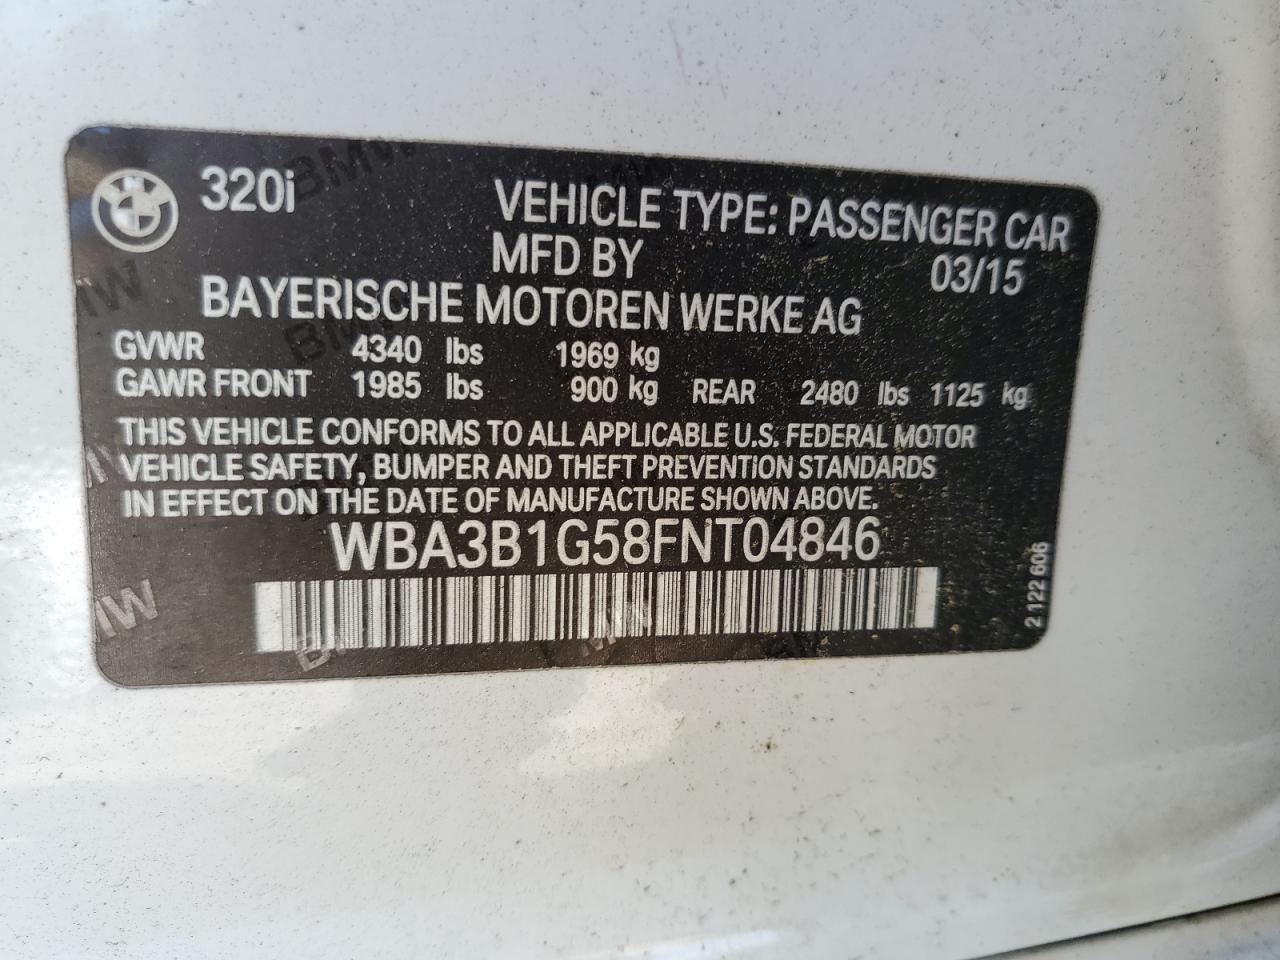 320i
VEHICLE TYPE: PASSENGER CAR
MFD BY 03/15
BAYERISCHE MOTOREN WERKE AG
GVWR 4340 lbs 1969 kg
GAWR FRONT 1985 lbs 900 kg REAR 2480 lbs 1125 kg
THIS VEHICLE CONFORMS TO ALL APPLICABLE U.S. FEDERAL MOTOR
VEHICLE SAFETY, BUMPER AND THEFT PREVENTION STANDARDS
IN EFFECT ON THE DATE OF MANUFACTURE SHOWN ABOVE.
WBA3B1G58FNT04846
2 122 606